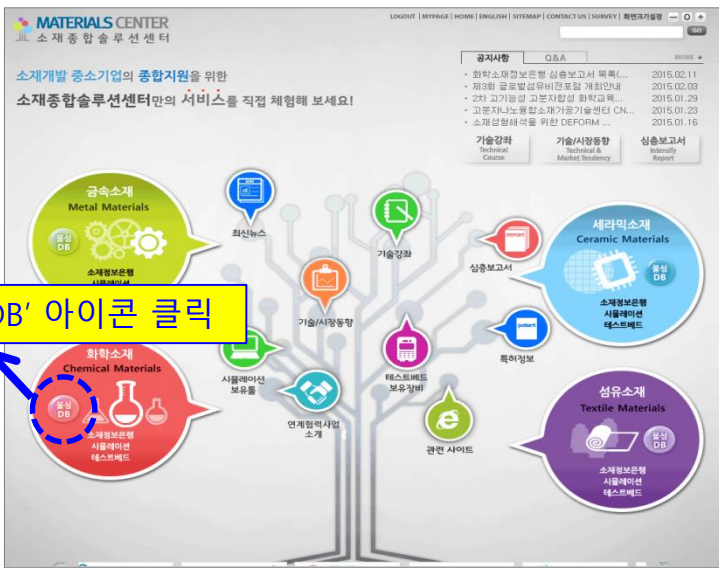 MATERIALS CENTER
소재종합솔루션센터
LOGOUT | MYPAGE | HOME | ENGLISH | SITEMAP | CONTACT US | SURVEY | 화면크기설정
GO
소재개발 중소기업의 종합지원을 위한
소재종합솔루션센터만의 서비스를 직접 체험해 보세요!
공지사항 Q&A MORE +
· 화학소재정보은행 심층보고서 목록(... 2015.02.11
· 제3회 글로벌섬유비전포럼 개최안내 2015.02.03
· 2차 고기능성 고분자합성 화학교육... 2015.01.29
· 고분자나노융합소재가공기술센터 CN... 2015.01.23
· 소재성형해석를 위한 DEFORM ... 2015.01.16
기술강좌
Technical
Course
기술/시장동향
Technical &
Market Tendency
심층보고서
Intensify
Report
금속소재
Metal Materials
물성
DB
소재정보은행
시뮬레이션
최신뉴스
기술강좌
REPORT
심층보고서
세라믹소재
Ceramic Materials
물성
DB
소재정보은행
시뮬레이션
테스트베드
DB' 아이콘 클릭
기술/시장동향
patent
특허정보
화학소재
Chemical Materials
물성
DB
소재정보은행
시뮬레이션
테스트베드
시뮬레이션
보유툴
연계협력사업
소개
테스트베드
보유장비
관련 사이트
섬유소재
Textile Materials
물성
DB
소재정보은행
시뮬레이션
테스트베드